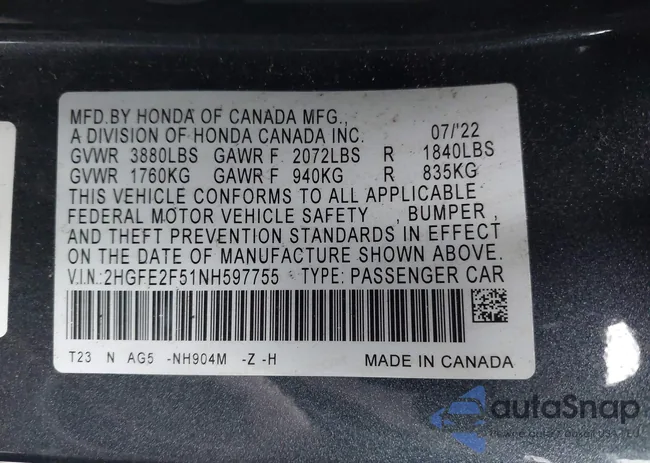 MFD.BY HONDA OF CANADA MFG.,
A DIVISION OF HONDA CANADA INC. 07/'22
GVWR 3880LBS GAWR F 2072LBS R 1840LBS
GVWR 1760KG GAWR F 940KG R 835KG
THIS VEHICLE CONFORMS TO ALL APPLICABLE
FEDERAL MOTOR VEHICLE SAFETY , BUMPER ,
AND THEFT PREVENTION STANDARDS IN EFFECT
ON THE DATE OF MANUFACTURE SHOWN ABOVE.
V.I.N.: 2HGFE2F51NH597755 TYPE: PASSENGER CAR
T23 N AG5 -NH904M -Z -H MADE IN CANADA
autoSnap